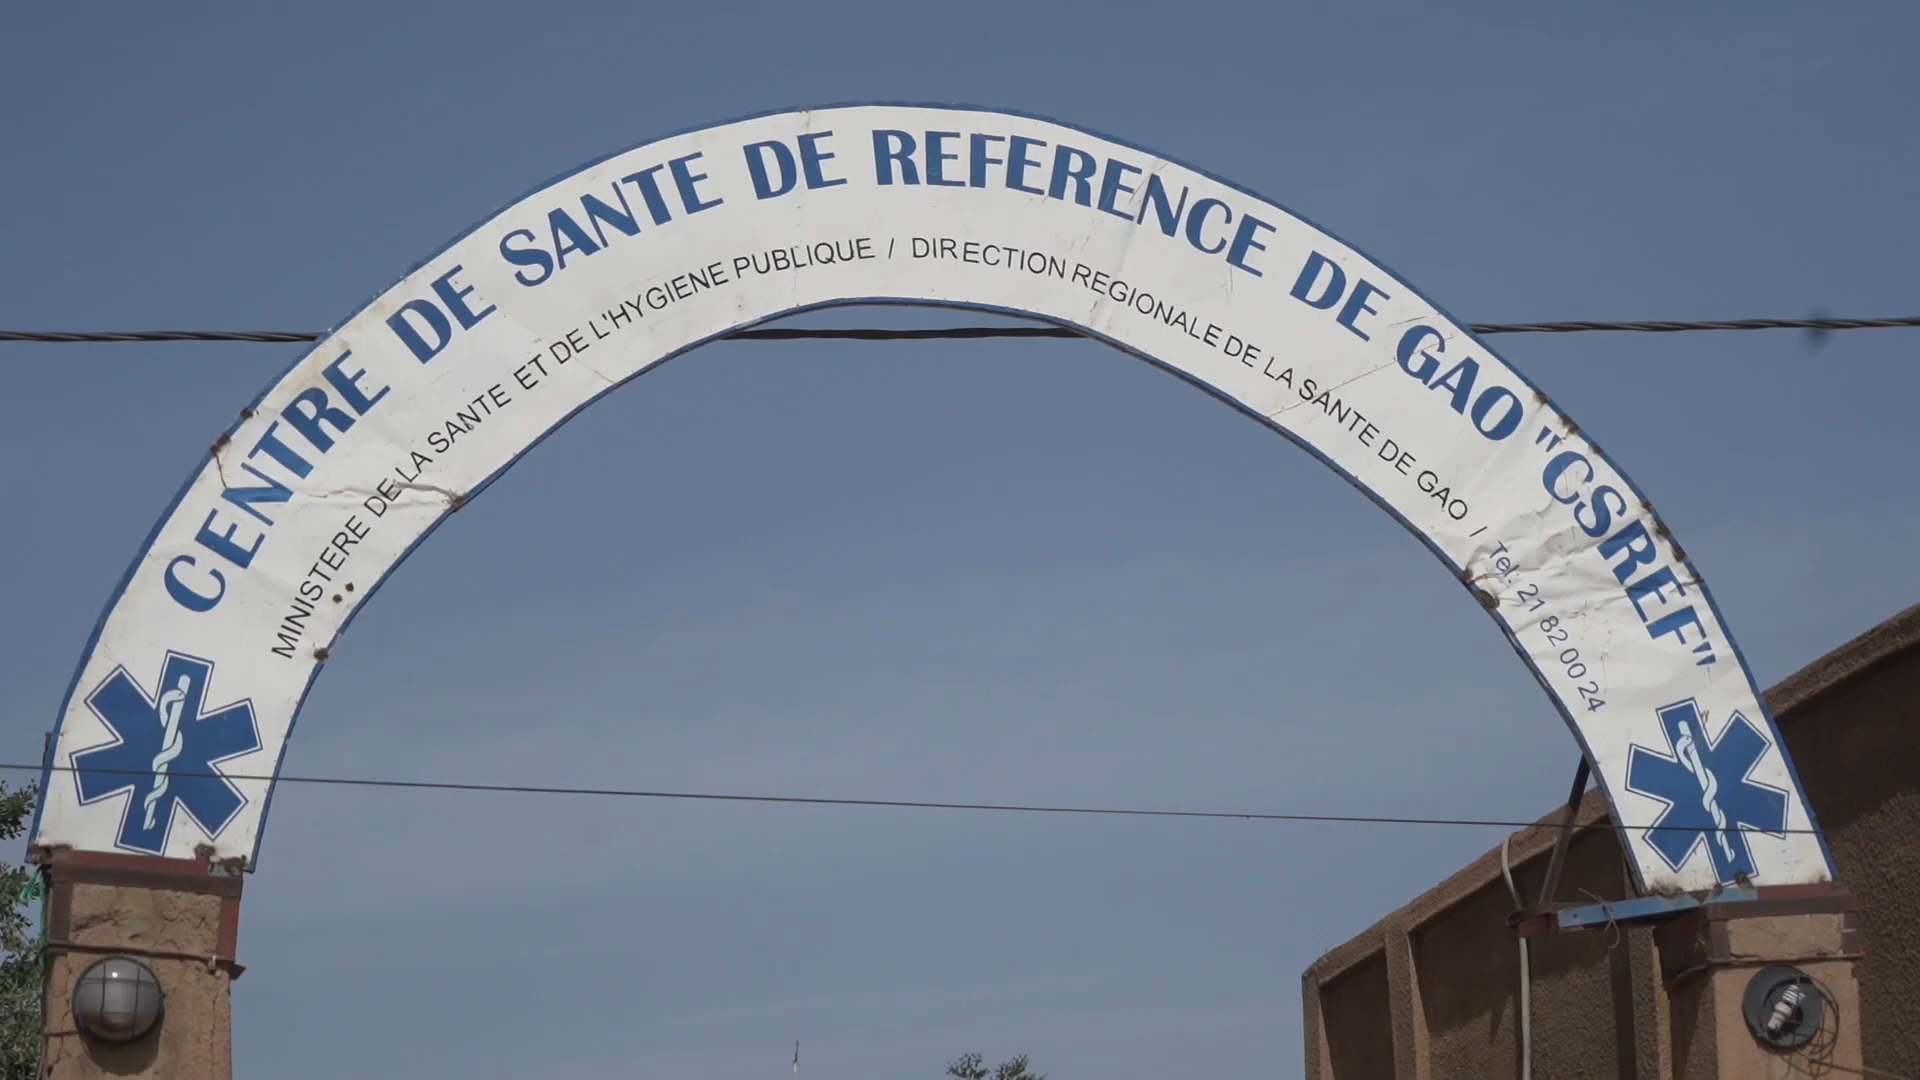 CENTRE DE SANTE DE REFERENCE DE GAO "CSREF"
MINISTERE DE LA SANTE ET DE L'HYGIENE PUBLIQUE / DIRECTION REGIONALE DE LA SANTE DE GAO / Tel: 21 82 00 24